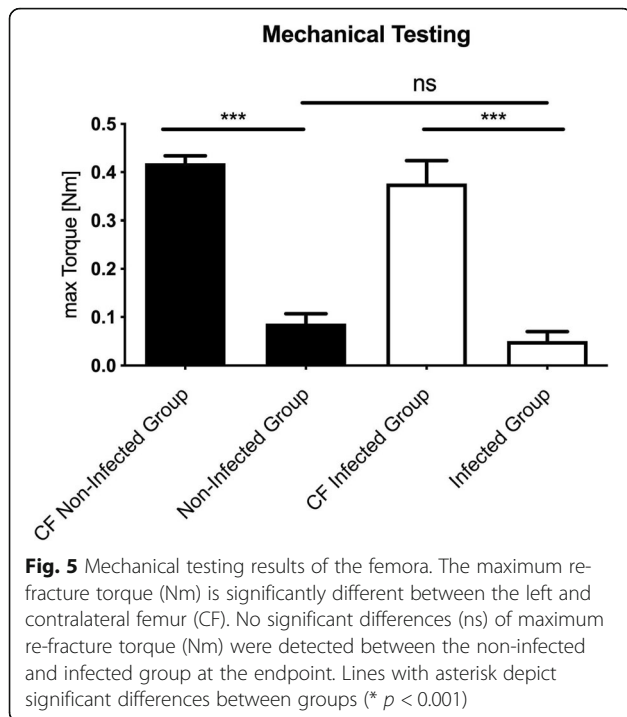 Mechanical Testing
ns
***
***
0.5
0.4
0.3
0.2
0.1
0.0
max Torque [Nm]
CF Non-Infected Group
Non-Infected Group
CF Infected Group
Infected Group
Fig. 5 Mechanical testing results of the femora. The maximum re-
fracture torque (Nm) is significantly different between the left and
contralateral femur (CF). No significant differences (ns) of maximum
re-fracture torque (Nm) were detected between the non-infected
and infected group at the endpoint. Lines with asterisk depict
significant differences between groups (* p < 0.001)